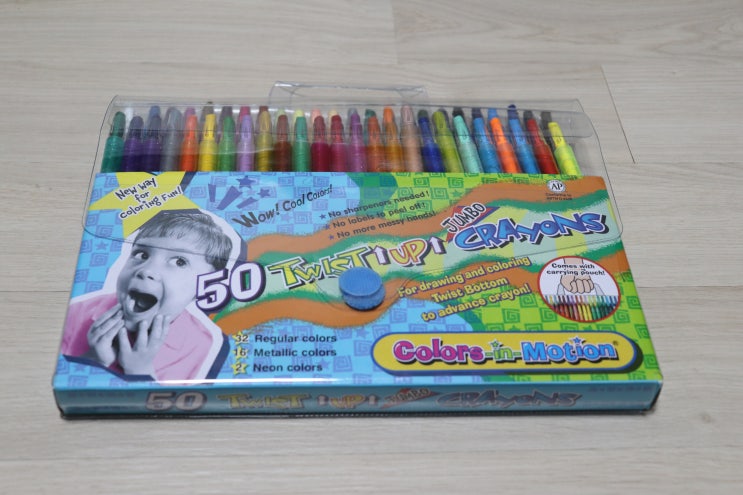 New Way
for
Coloring Fun!
Wow! Cool Colors!
★ No sharpeners needed!
★ No labels to peel off!
★ No more messy hands!
AP
50 TWIST UP JUMBO CRAYONS
For drawing and coloring
Twist Bottom
to advance crayon!
Comes with
carrying pouch!
32 Regular colors
16 Metallic colors
2 Neon colors
Colors-in-Motion®
50 TWIST UP JUMBO CRAYONS